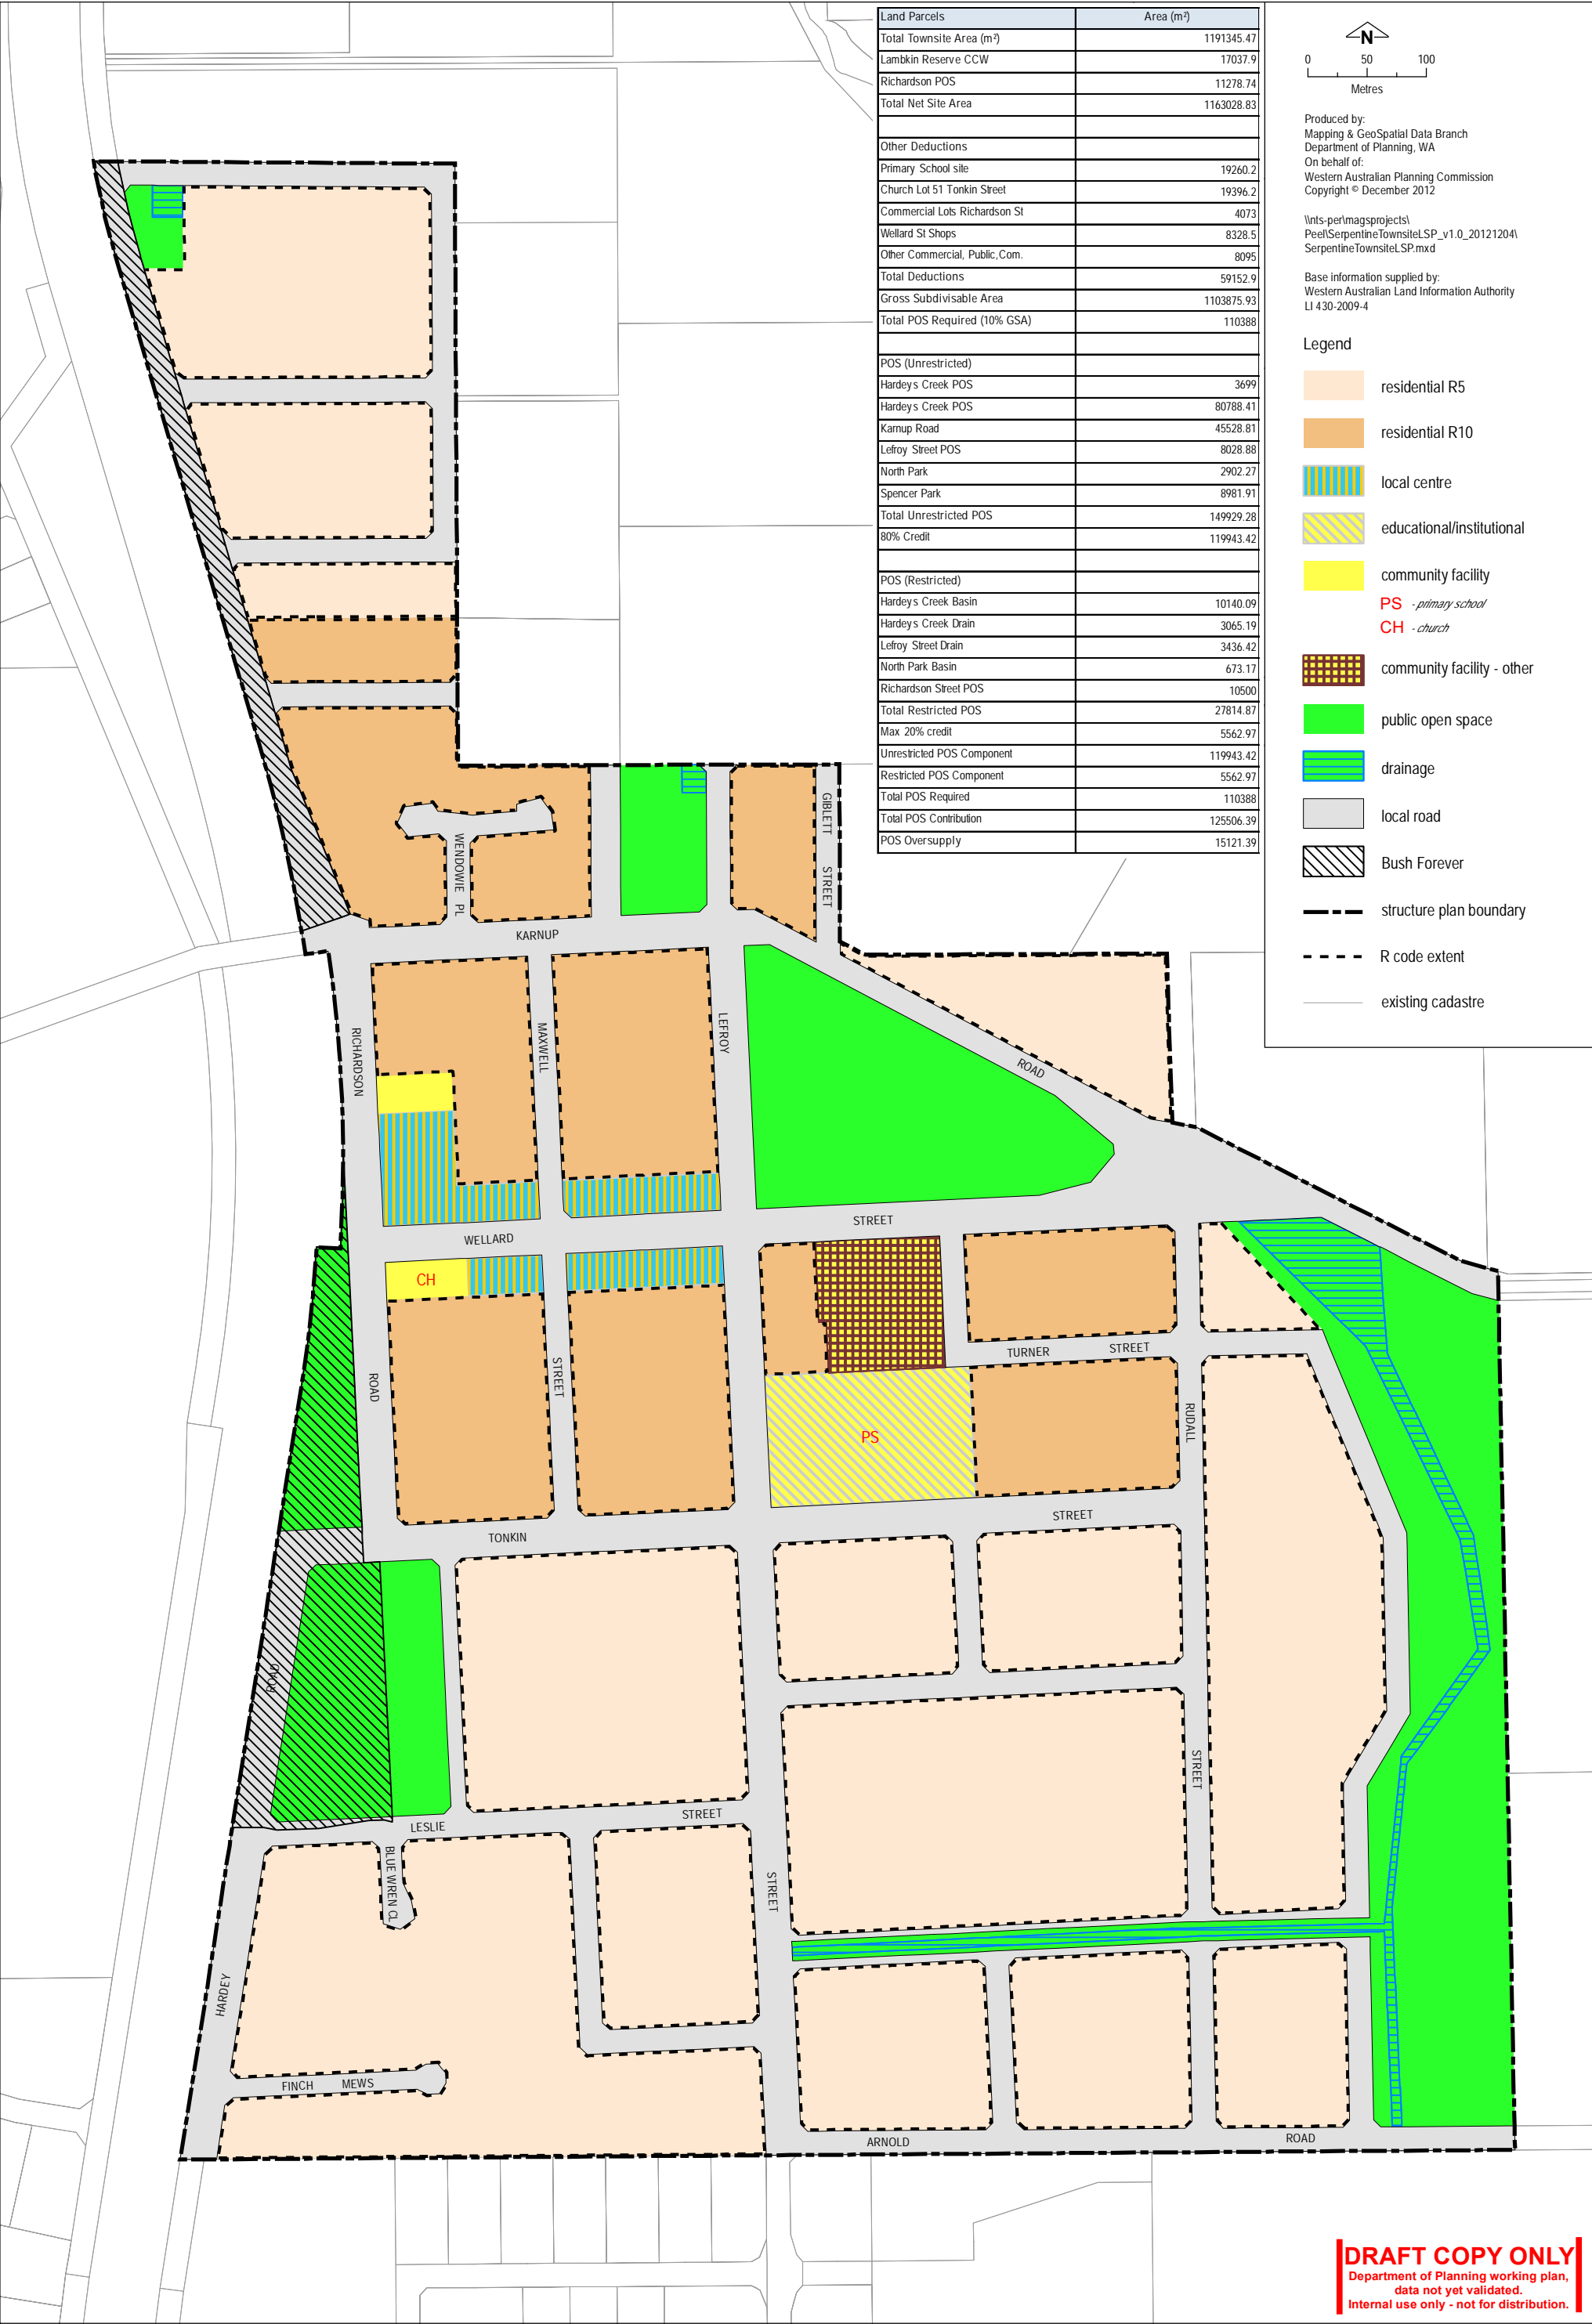 Land Parcels Area (m²)
Total Townsite Area (m²) 1191345.47
Lambkin Reserve CCW 17037.9
Richardson POS 11278.74
Total Net Site Area 1163028.83
Other Deductions
Primary School site 19260.2
Church Lot 51 Tonkin Street 19396.2
Commercial Lots Richardson St 4073
Wellard St Shops 8328.5
Other Commercial, Public,Com. 8095
Total Deductions 59152.9
Gross Subdivisable Area 1103875.93
Total POS Required (10% GSA) 110388
POS (Unrestricted)
Hardeys Creek POS 3699
Hardeys Creek POS 80788.41
Karnup Road 45528.81
Lefroy Street POS 8028.88
North Park 2902.27
Spencer Park 8981.91
Total Unrestricted POS 149929.28
80% Credit 119943.42
POS (Restricted)
Hardeys Creek Basin 10140.09
Hardeys Creek Drain 3065.19
Lefroy Street Drain 3436.42
North Park Basin 673.17
Richardson Street POS 10500
Total Restricted POS 27814.87
Max 20% credit 5562.97
Unrestricted POS Component 119943.42
Restricted POS Component 5562.97
Total POS Required 110388
Total POS Contribution 125506.39
POS Oversupply 15121.39
N
0 50 100
Metres
Produced by:
Mapping & GeoSpatial Data Branch
Department of Planning, WA
On behalf of:
Western Australian Planning Commission
Copyright © December 2012
\\nts-per\magsprojects\
Peel\SerpentineTownsiteLSP_v1.0_20121204\
SerpentineTownsiteLSP.mxd
Base information supplied by:
Western Australian Land Information Authority
LI 430-2009-4
Legend
residential R5
residential R10
local centre
educational/institutional
community facility
PS - primary school
CH - church
community facility - other
public open space
drainage
local road
Bush Forever
structure plan boundary
R code extent
existing cadastre
GIBLETT STREET
WENDOWIE PL
KARNUP
ROAD
RICHARDSON
MAXWELL
LEFROY
STREET
WELLARD
CH
TURNER STREET
ROAD
STREET
RUDALL
PS
STREET
TONKIN
ROAD
STREET
STREET
LESLIE
BLUE WREN CL
STREET
HARDEY
FINCH MEWS
ARNOLD ROAD
DRAFT COPY ONLY
Department of Planning working plan,
data not yet validated.
Internal use only - not for distribution.